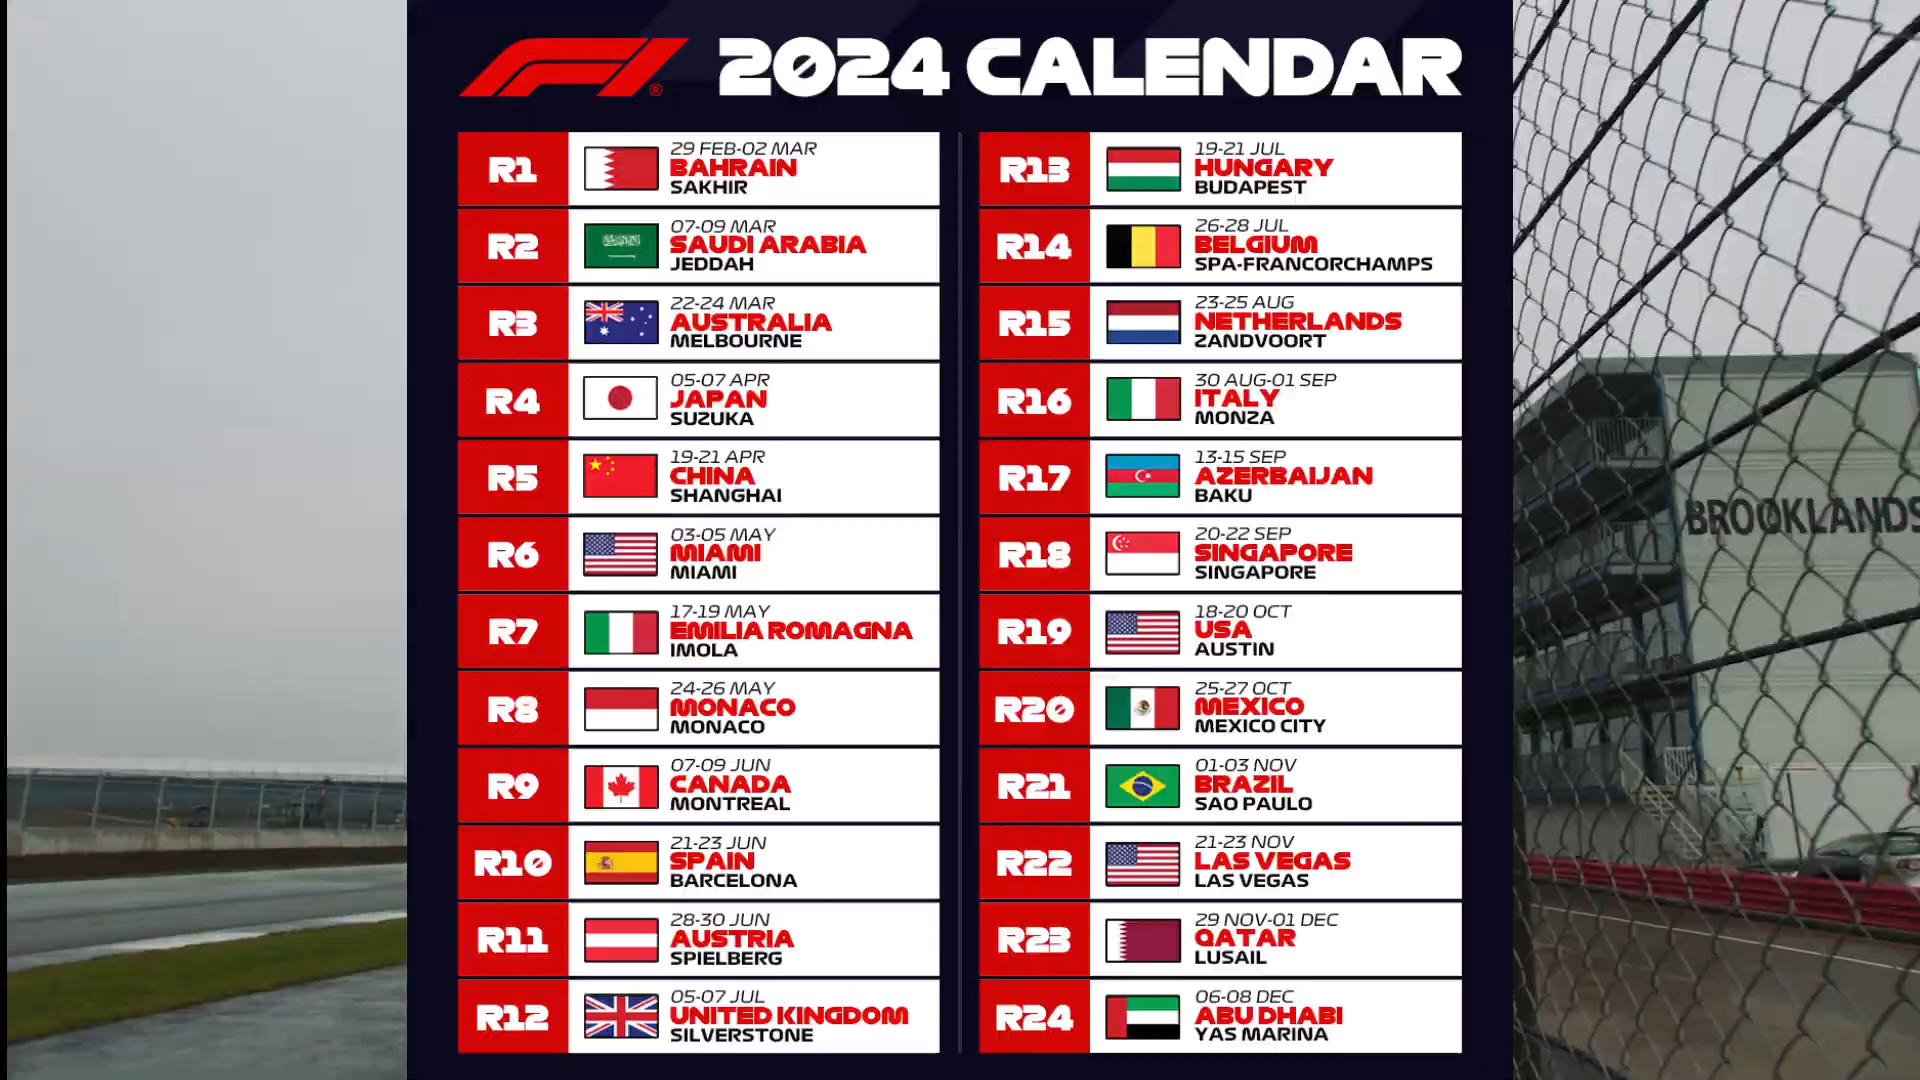 F1® 2024 CALENDAR
R1
29 FEB-02 MAR
BAHRAIN
SAKHIR
R2
07-09 MAR
SAUDI ARABIA
JEDDAH
R3
22-24 MAR
AUSTRALIA
MELBOURNE
R4
05-07 APR
JAPAN
SUZUKA
R5
19-21 APR
CHINA
SHANGHAI
R6
03-05 MAY
MIAMI
MIAMI
R7
17-19 MAY
EMILIA ROMAGNA
IMOLA
R8
24-26 MAY
MONACO
MONACO
R9
07-09 JUN
CANADA
MONTREAL
R10
21-23 JUN
SPAIN
BARCELONA
R11
28-30 JUN
AUSTRIA
SPIELBERG
R12
05-07 JUL
UNITED KINGDOM
SILVERSTONE
R13
19-21 JUL
HUNGARY
BUDAPEST
R14
26-28 JUL
BELGIUM
SPA-FRANCORCHAMPS
R15
23-25 AUG
NETHERLANDS
ZANDVOORT
R16
30 AUG-01 SEP
ITALY
MONZA
R17
13-15 SEP
AZERBAIJAN
BAKU
R18
20-22 SEP
SINGAPORE
SINGAPORE
R19
18-20 OCT
USA
AUSTIN
R20
25-27 OCT
MEXICO
MEXICO CITY
R21
01-03 NOV
BRAZIL
SAO PAULO
R22
21-23 NOV
LAS VEGAS
LAS VEGAS
R23
29 NOV-01 DEC
QATAR
LUSAIL
R24
06-08 DEC
ABU DHABI
YAS MARINA
BROOKLANDS